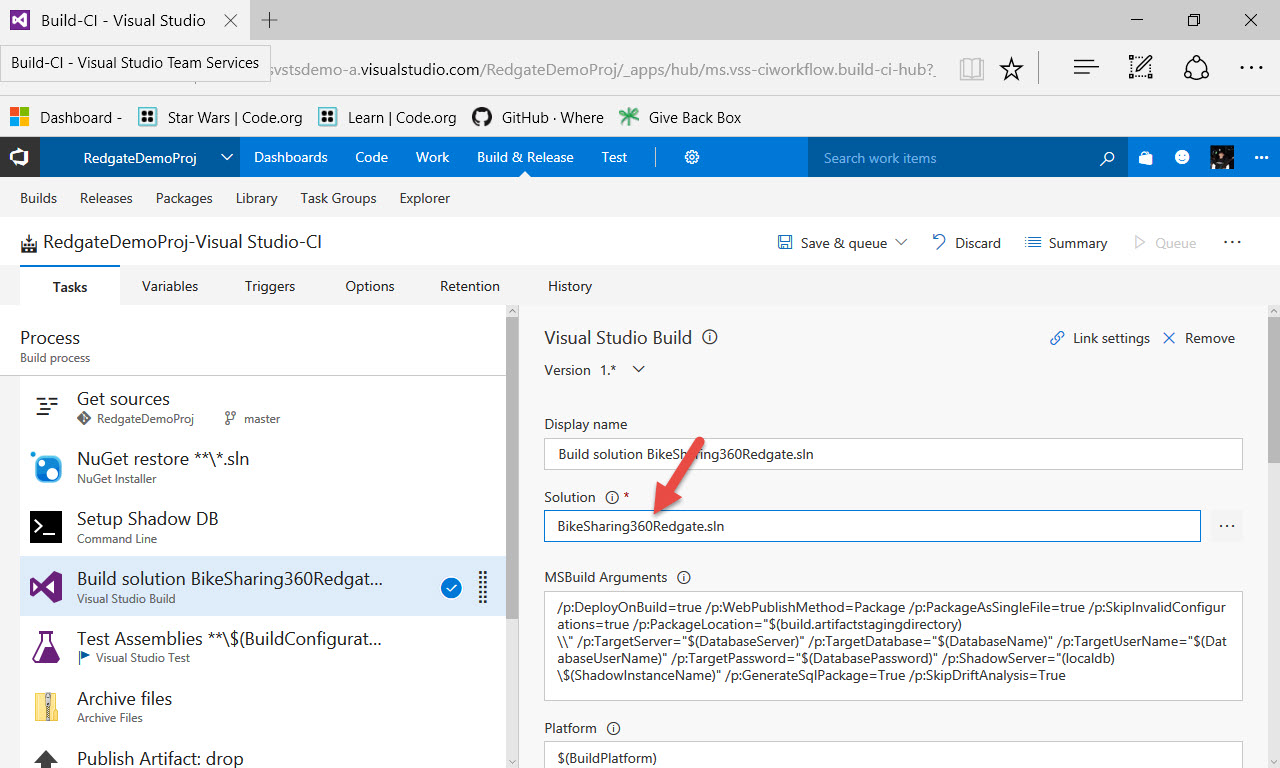 Build-CI - Visual Studio
Build-CI - Visual Studio Team Services
svstsdemo-a.visualstudio.com/RedgateDemoProj/_apps/hub/ms.vss-ciworkflow.build-ci-hub?_
Dashboard - Star Wars | Code.org Learn | Code.org GitHub · Where Give Back Box
RedgateDemoProj Dashboards Code Work Build & Release Test Search work items
Builds Releases Packages Library Task Groups Explorer
RedgateDemoProj-Visual Studio-CI Save & queue Discard Summary Queue ...
Tasks Variables Triggers Options Retention History
Process
Build process
Get sources
RedgateDemoProj master
NuGet restore **\*.sln
NuGet Installer
Setup Shadow DB
Command Line
Build solution BikeSharing360Redgat...
Visual Studio Build
Test Assemblies **\$(BuildConfigurat...
Visual Studio Test
Archive files
Archive Files
Publish Artifact: drop
Visual Studio Build Link settings Remove
Version 1.*
Display name
Build solution BikeSharing360Redgate.sln
Solution *
BikeSharing360Redgate.sln ...
MSBuild Arguments
/p:DeployOnBuild=true /p:WebPublishMethod=Package /p:PackageAsSingleFile=true /p:SkipInvalidConfigur
ations=true /p:PackageLocation="$(build.artifactstagingdirectory)
\\" /p:TargetServer="$(DatabaseServer)" /p:TargetDatabase="$(DatabaseName)" /p:TargetUserName="$(Dat
abaseUserName)" /p:TargetPassword="$(DatabasePassword)" /p:ShadowServer="(localdb)
\$(ShadowInstanceName)" /p:GenerateSqlPackage=True /p:SkipDriftAnalysis=True
Platform
$(BuildPlatform)